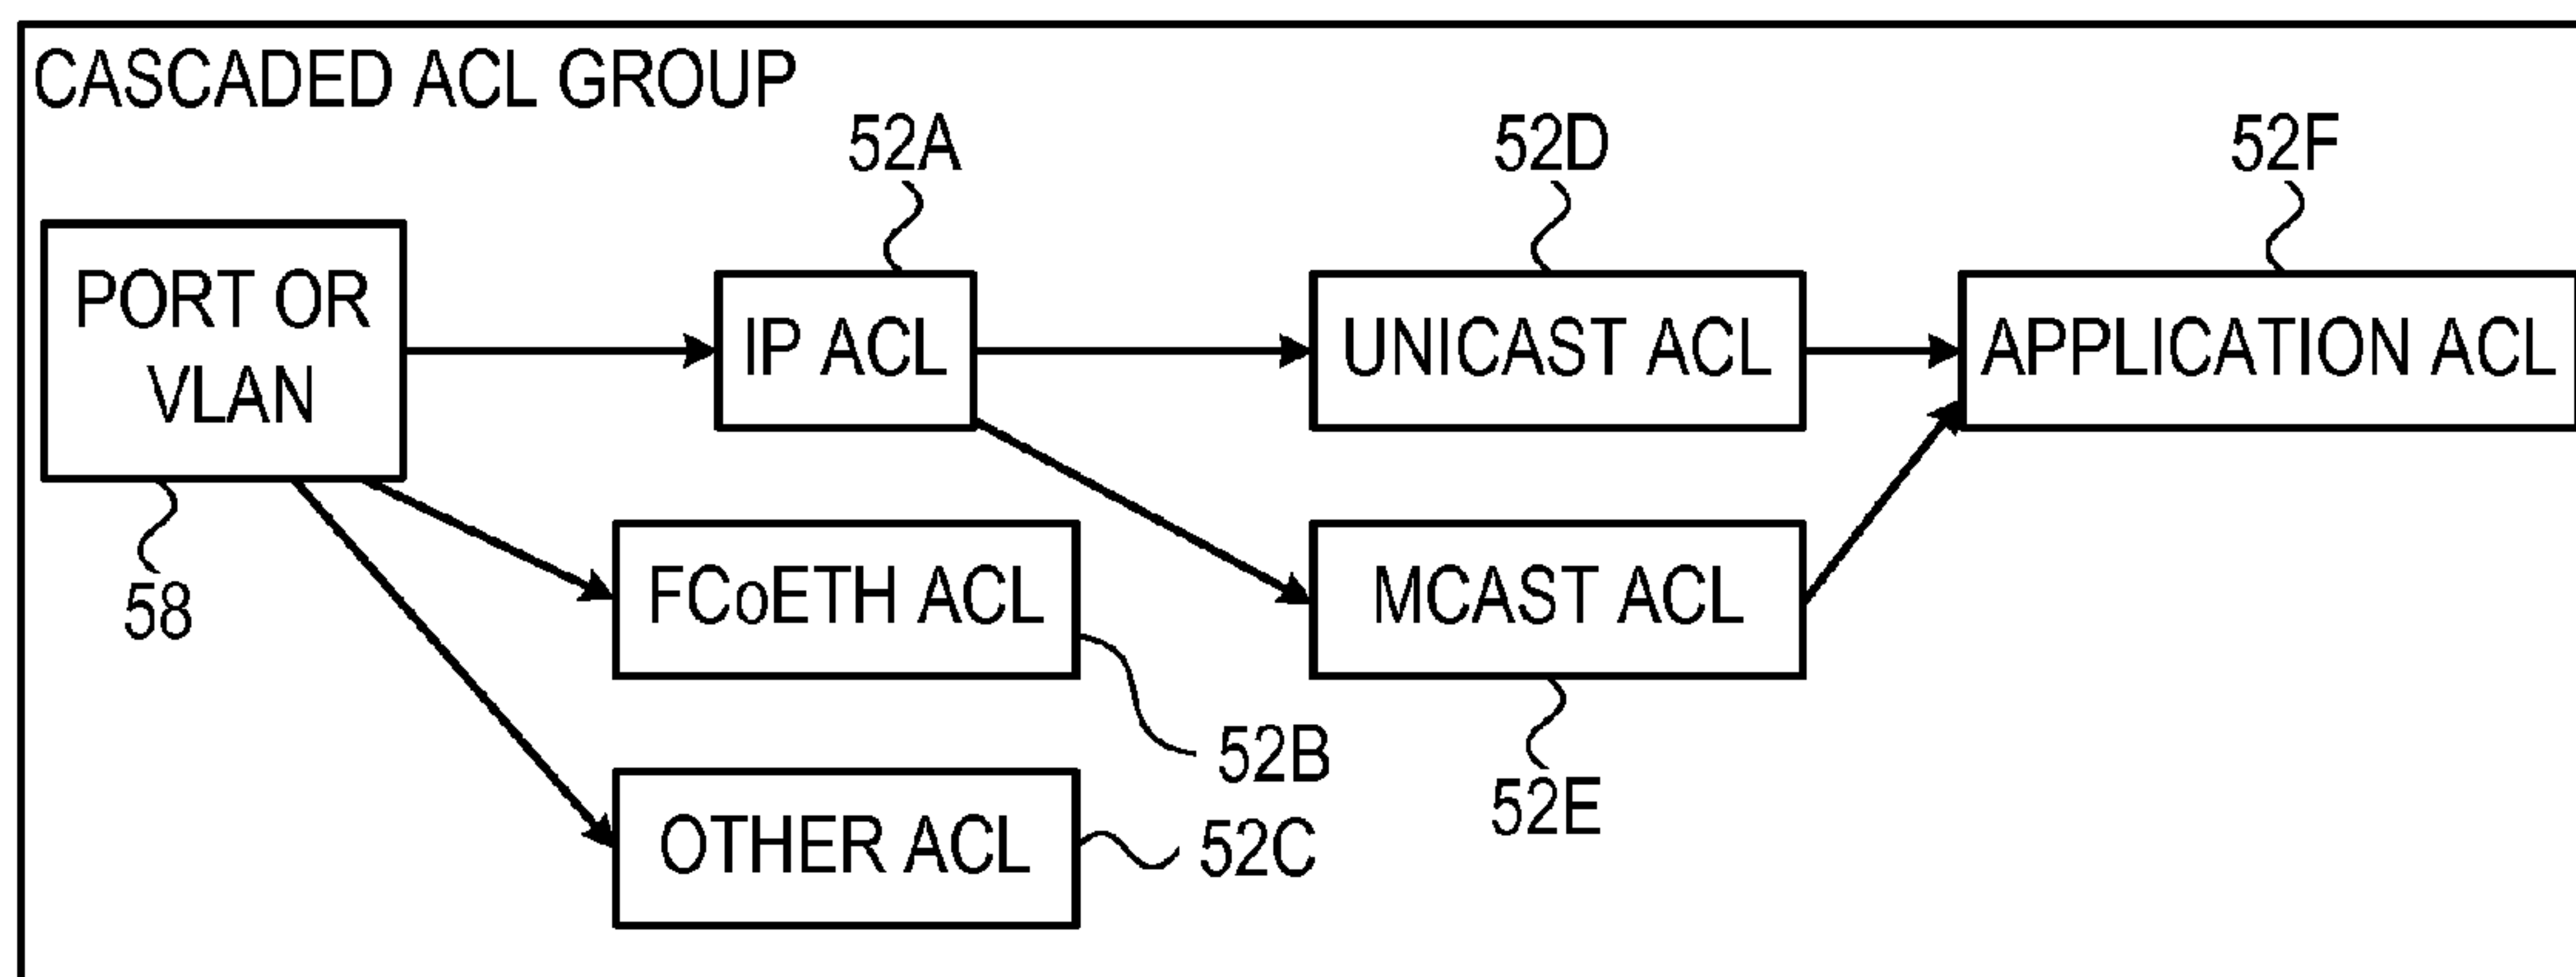 CASCADED ACL GROUP
52A
52D
52F
PORT OR
VLAN
IP ACL
UNICAST ACL
APPLICATION ACL
58
FCoETH ACL
MCAST ACL
52B
52E
OTHER ACL
52C